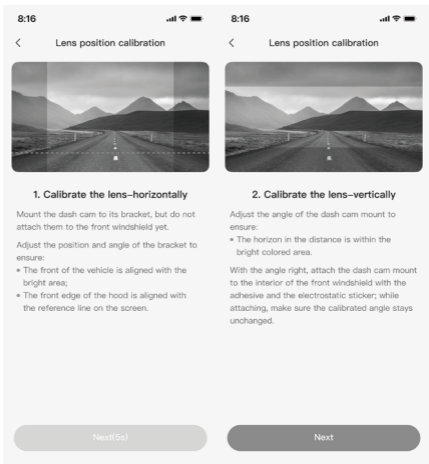 8:16
Lens position calibration
1. Calibrate the lens–horizontally
Mount the dash cam to its bracket, but do not
attach them to the front windshield yet.
Adjust the position and angle of the bracket to
ensure:
• The front of the vehicle is aligned with the
bright area;
• The front edge of the hood is aligned with
the reference line on the screen.
Next(5s)
8:16
Lens position calibration
2. Calibrate the lens–vertically
Adjust the angle of the dash cam mount to
ensure:
• The horizon in the distance is within the
bright colored area.
With the angle right, attach the dash cam mount
to the interior of the front windshield with the
adhesive and the electrostatic sticker; while
attaching, make sure the calibrated angle stays
unchanged.
Next